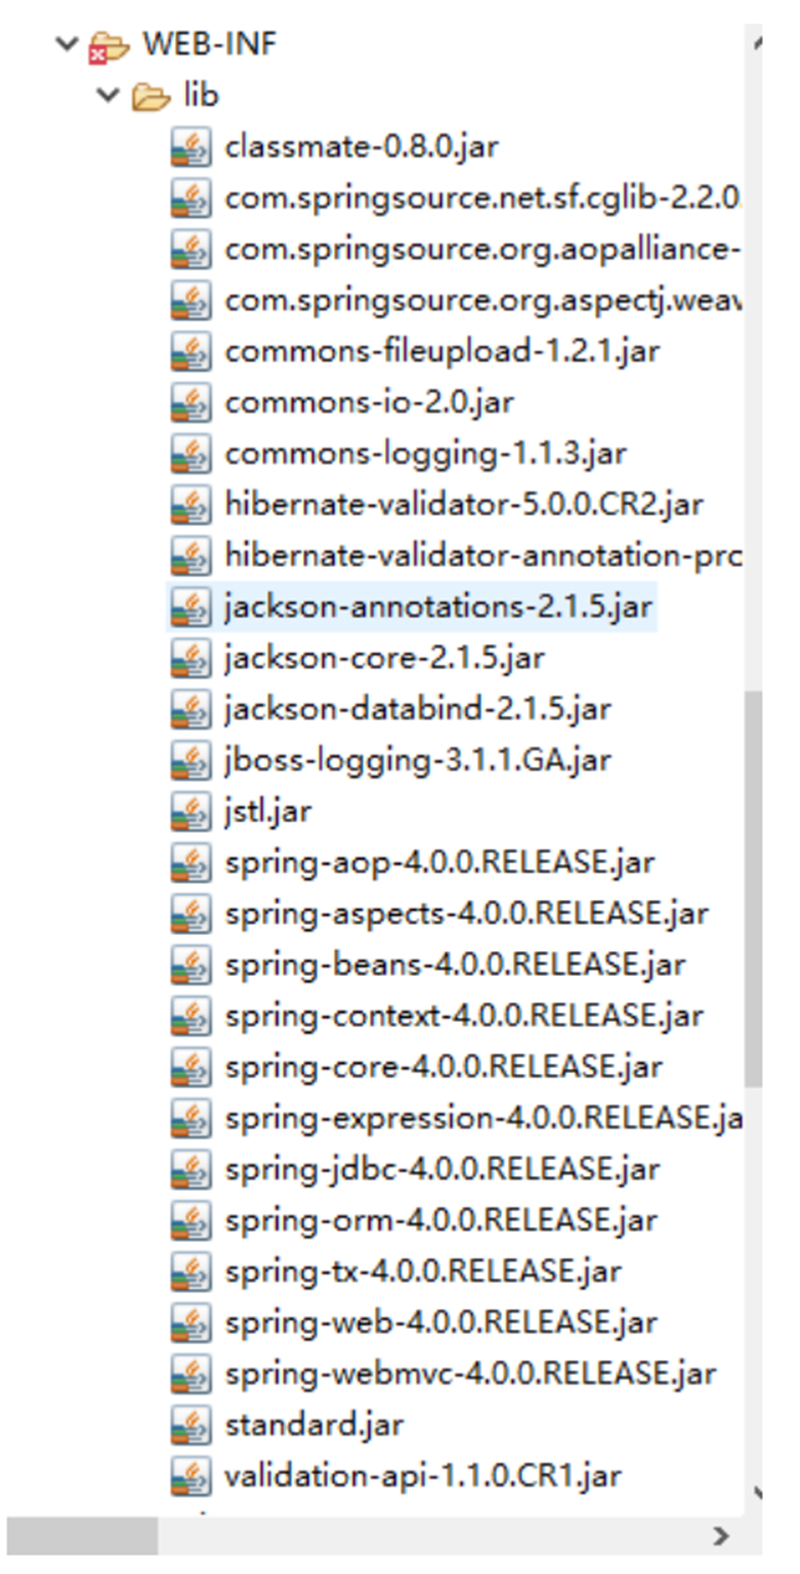 WEB-INF
lib
classmate-0.8.0.jar
com.springsource.net.sf.cglib-2.2.0.
com.springsource.org.aopalliance-
com.springsource.org.aspectj.weav
commons-fileupload-1.2.1.jar
commons-io-2.0.jar
commons-logging-1.1.3.jar
hibernate-validator-5.0.0.CR2.jar
hibernate-validator-annotation-prc
jackson-annotations-2.1.5.jar
jackson-core-2.1.5.jar
jackson-databind-2.1.5.jar
jboss-logging-3.1.1.GA.jar
jstl.jar
spring-aop-4.0.0.RELEASE.jar
spring-aspects-4.0.0.RELEASE.jar
spring-beans-4.0.0.RELEASE.jar
spring-context-4.0.0.RELEASE.jar
spring-core-4.0.0.RELEASE.jar
spring-expression-4.0.0.RELEASE.ja
spring-jdbc-4.0.0.RELEASE.jar
spring-orm-4.0.0.RELEASE.jar
spring-tx-4.0.0.RELEASE.jar
spring-web-4.0.0.RELEASE.jar
spring-webmvc-4.0.0.RELEASE.jar
standard.jar
validation-api-1.1.0.CR1.jar